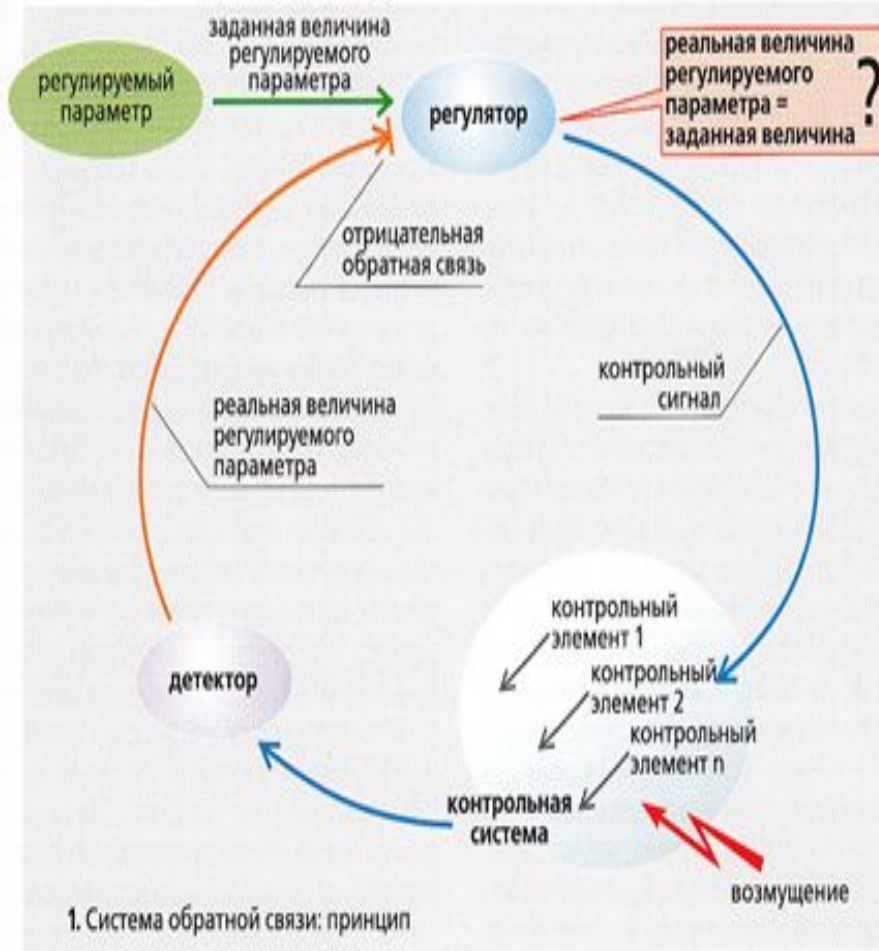 заданная величина
регулируемого
параметра
регулируемый
параметр
регулятор
реальная величина
регулируемого
параметра =
заданная величина
?
отрицательная
обратная связь
контрольный
сигнал
реальная величина
регулируемого
параметра
контрольный
элемент 1
контрольный
элемент 2
контрольный
элемент n
детектор
контрольная
система
возмущение
1. Система обратной связи: принцип